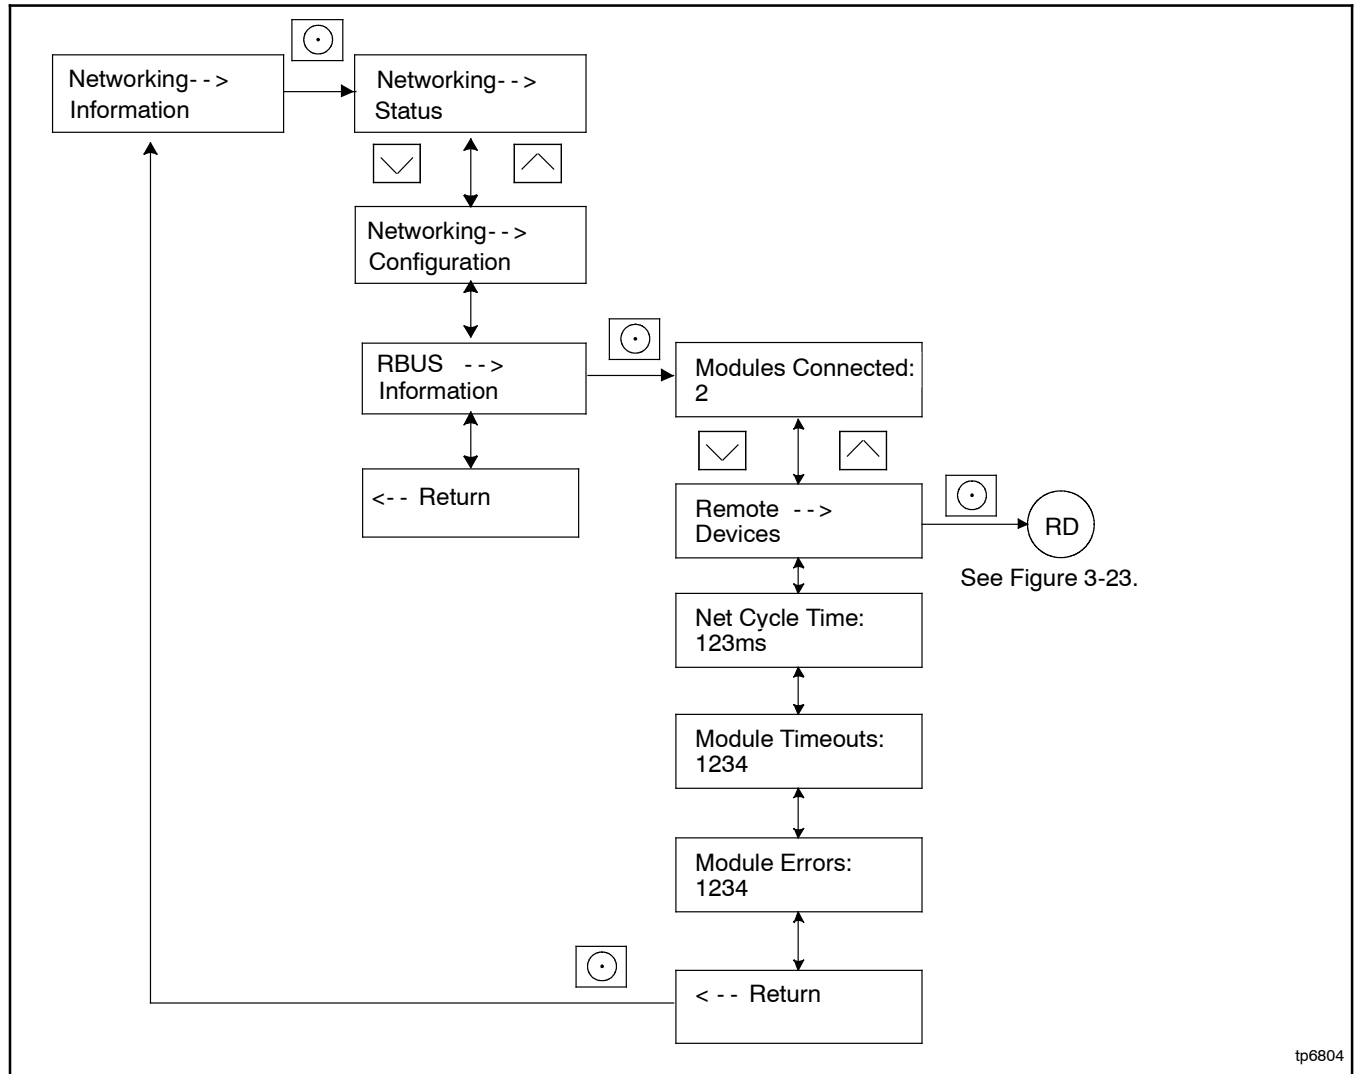 Networking- - >
Information
Networking- - >
Status
Networking- - >
Configuration
RBUS - - >
Information
<- - Return
Modules Connected:
2
Remote - - >
Devices
RD
See Figure 3-23.
Net Cycle Time:
123ms
Module Timeouts:
1234
Module Errors:
1234
< - - Return
tp6804